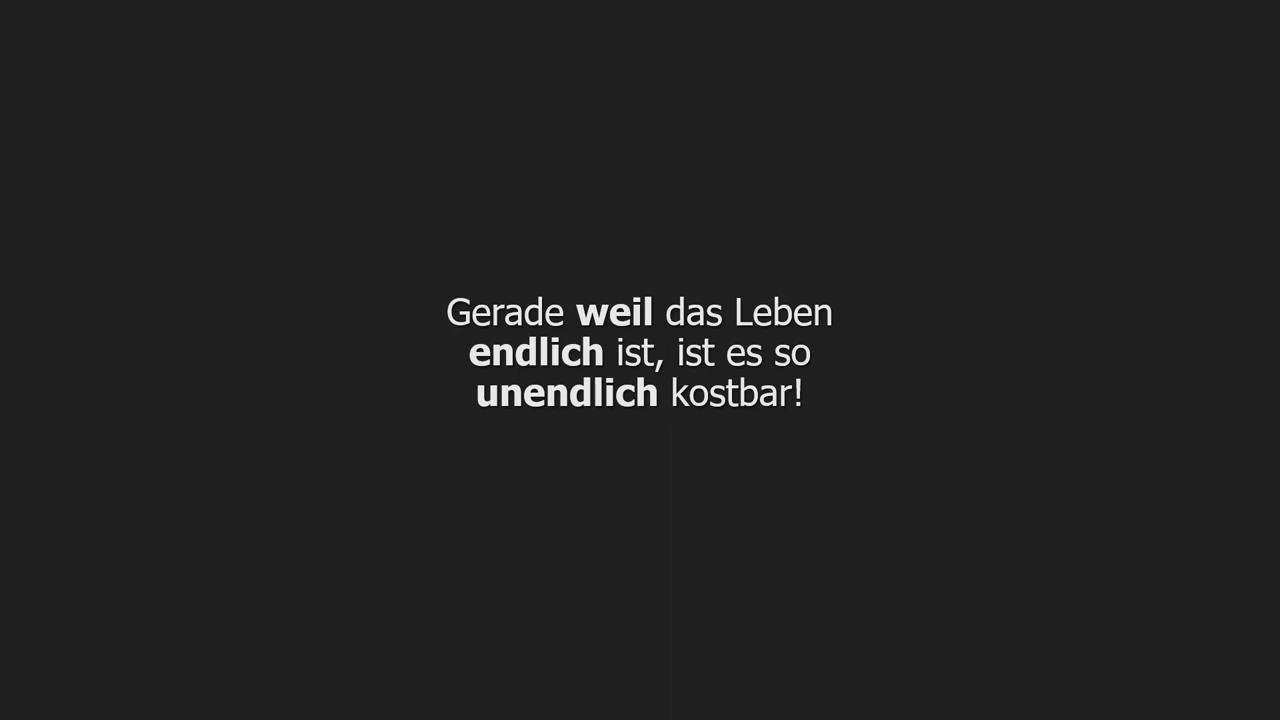 Gerade weil das Leben
endlich ist, ist es so
unendlich kostbar!